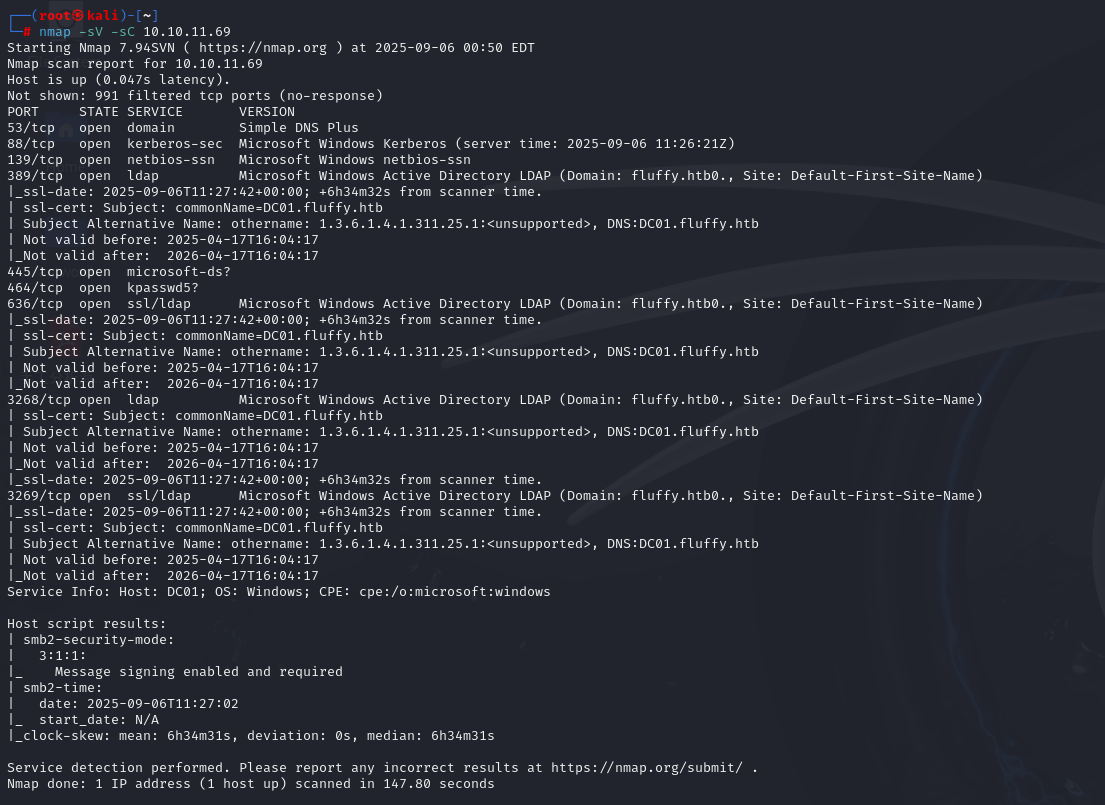 ┌──(root㉿kali)-[~]
└─# nmap -sV -sC 10.10.11.69
Starting Nmap 7.94SVN ( https://nmap.org ) at 2025-09-06 00:50 EDT
Nmap scan report for 10.10.11.69
Host is up (0.047s latency).
Not shown: 991 filtered tcp ports (no-response)
PORT     STATE SERVICE       VERSION
53/tcp   open  domain        Simple DNS Plus
88/tcp   open  kerberos-sec  Microsoft Windows Kerberos (server time: 2025-09-06 11:26:21Z)
139/tcp  open  netbios-ssn   Microsoft Windows netbios-ssn
389/tcp  open  ldap          Microsoft Windows Active Directory LDAP (Domain: fluffy.htb0., Site: Default-First-Site-Name)
|_ssl-date: 2025-09-06T11:27:42+00:00; +6h34m32s from scanner time.
| ssl-cert: Subject: commonName=DC01.fluffy.htb
| Subject Alternative Name: othername: 1.3.6.1.4.1.311.25.1:<unsupported>, DNS:DC01.fluffy.htb
| Not valid before: 2025-04-17T16:04:17
|_Not valid after:  2026-04-17T16:04:17
445/tcp  open  microsoft-ds?
464/tcp  open  kpasswd5?
636/tcp  open  ssl/ldap      Microsoft Windows Active Directory LDAP (Domain: fluffy.htb0., Site: Default-First-Site-Name)
|_ssl-date: 2025-09-06T11:27:42+00:00; +6h34m32s from scanner time.
| ssl-cert: Subject: commonName=DC01.fluffy.htb
| Subject Alternative Name: othername: 1.3.6.1.4.1.311.25.1:<unsupported>, DNS:DC01.fluffy.htb
| Not valid before: 2025-04-17T16:04:17
|_Not valid after:  2026-04-17T16:04:17
3268/tcp open  ldap          Microsoft Windows Active Directory LDAP (Domain: fluffy.htb0., Site: Default-First-Site-Name)
| ssl-cert: Subject: commonName=DC01.fluffy.htb
| Subject Alternative Name: othername: 1.3.6.1.4.1.311.25.1:<unsupported>, DNS:DC01.fluffy.htb
| Not valid before: 2025-04-17T16:04:17
|_Not valid after:  2026-04-17T16:04:17
|_ssl-date: 2025-09-06T11:27:42+00:00; +6h34m32s from scanner time.
3269/tcp open  ssl/ldap      Microsoft Windows Active Directory LDAP (Domain: fluffy.htb0., Site: Default-First-Site-Name)
|_ssl-date: 2025-09-06T11:27:42+00:00; +6h34m32s from scanner time.
| ssl-cert: Subject: commonName=DC01.fluffy.htb
| Subject Alternative Name: othername: 1.3.6.1.4.1.311.25.1:<unsupported>, DNS:DC01.fluffy.htb
| Not valid before: 2025-04-17T16:04:17
|_Not valid after:  2026-04-17T16:04:17
Service Info: Host: DC01; OS: Windows; CPE: cpe:/o:microsoft:windows

Host script results:
| smb2-security-mode:
|   3:1:1:
|_    Message signing enabled and required
| smb2-time:
|   date: 2025-09-06T11:27:02
|_  start_date: N/A
|_clock-skew: mean: 6h34m31s, deviation: 0s, median: 6h34m31s

Service detection performed. Please report any incorrect results at https://nmap.org/submit/ .
Nmap done: 1 IP address (1 host up) scanned in 147.80 seconds